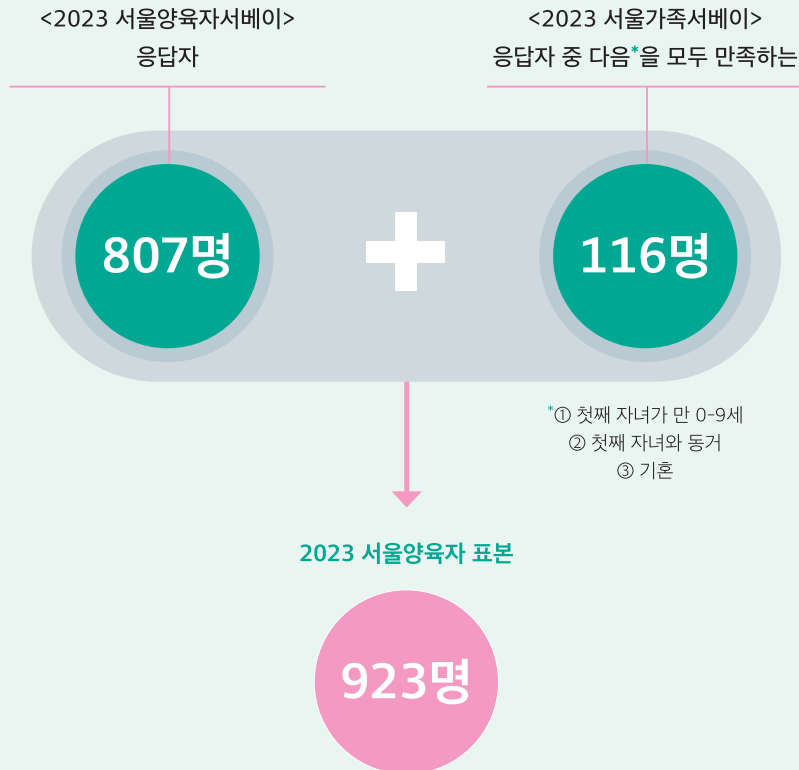 <2023 서울양육자서베이>
응답자
<2023 서울가족서베이>
응답자 중 다음*을 모두 만족하는
807명
116명
*① 첫째 자녀가 만 0-9세
② 첫째 자녀와 동거
③ 기혼
2023 서울양육자 표본
923명